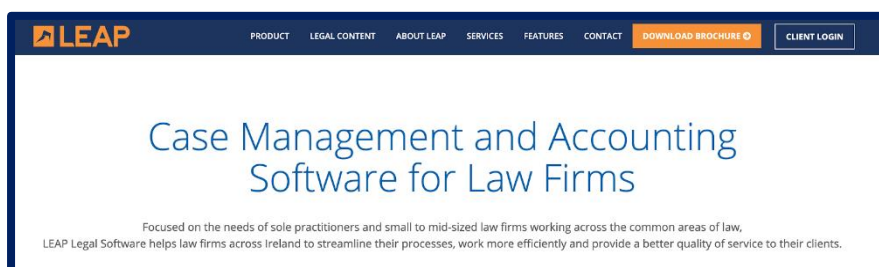 LEAP PRODUCT LEGAL CONTENT ABOUT LEAP SERVICES FEATURES CONTACT DOWNLOAD BROCHURE CLIENT LOGIN
Case Management and Accounting
Software for Law Firms
Focused on the needs of sole practitioners and small to mid-sized law firms working across the common areas of law,
LEAP Legal Software helps law firms across Ireland to streamline their processes, work more efficiently and provide a better quality of service to their clients.